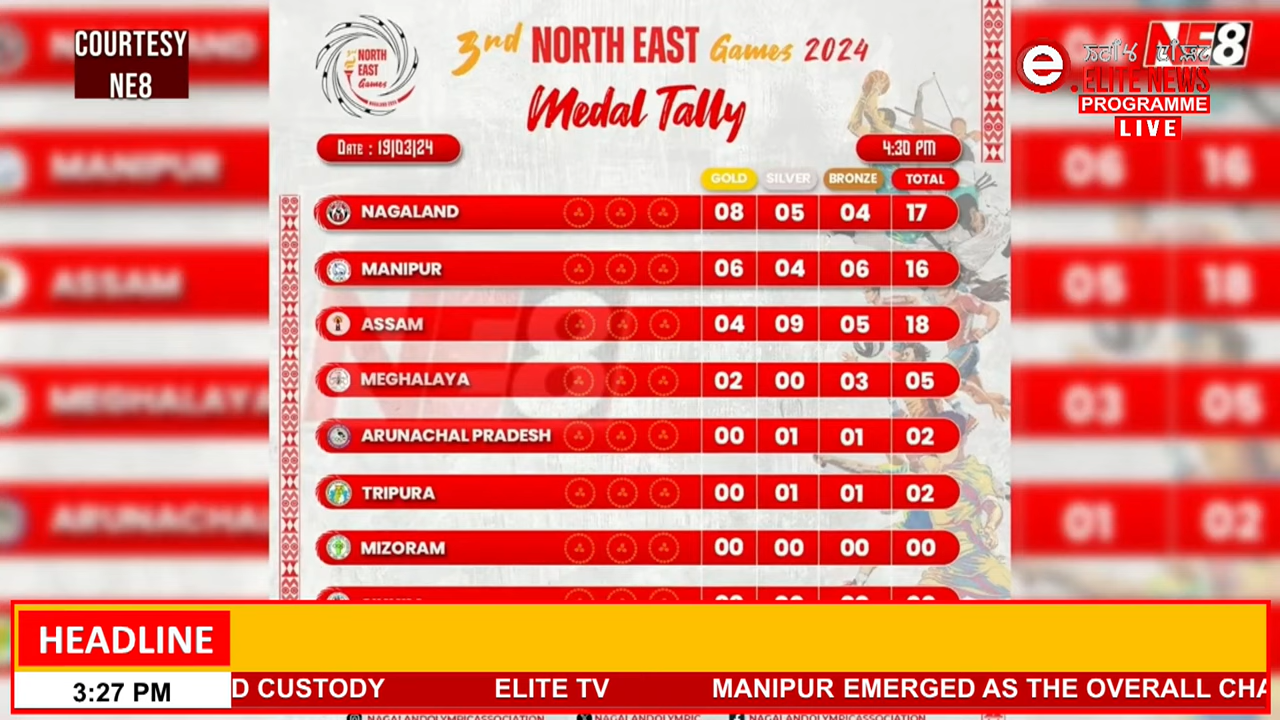 COURTESY
NE8
NORTH
EAST
Games
3rd NORTH EAST Games 2024
Medal Tally
NE8
e. ELITE NEWS
PROGRAMME
LIVE
DATE : 19|03|24
4:30 PM
GOLD SILVER BRONZE TOTAL
NAGALAND 08 05 04 17
MANIPUR 06 04 06 16
ASSAM 04 09 05 18
MEGHALAYA 02 00 03 05
ARUNACHAL PRADESH 00 01 01 02
TRIPURA 00 01 01 02
MIZORAM 00 00 00 00
HEADLINE
3:27 PM
D CUSTODY ELITE TV MANIPUR EMERGED AS THE OVERALL CHA
NAGALANDOLYMPICASSOCIATION NAGALANDOLYMPIC NAGALANDOLYMPICASSOCIATION